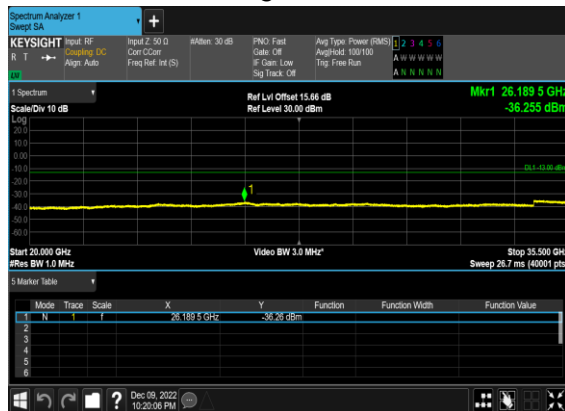 Spectrum Analyzer 1
Swept SA
+
KEYSIGHT Input: RF Input Z: 50 Ω #Atten: 30 dB PNO: Fast Avg Type: Power (RMS) 1 2 3 4 5 6
R T Coupling: DC Corr CCorr Gate: Off Avg|Hold: 100/100 A W W W W W
Align: Auto Freq Ref: Int (S) IF Gain: Low Trig: Free Run
LW Sig Track: Off A N N N N N
1 Spectrum Ref Lvl Offset 15.66 dB Mkr1 26.189 5 GHz
Scale/Div 10 dB Ref Level 30.00 dBm -36.255 dBm
Log
20.0
10.0
0.00
-10.0
DL1 -13.00 dBm
-20.0
-30.0
1
-40.0
-50.0
-60.0
Start 20.000 GHz Video BW 3.0 MHz* Stop 35.500 GHz
#Res BW 1.0 MHz Sweep 26.7 ms (40001 pts
5 Marker Table
Mode Trace Scale X Y Function Function Width Function Value
1 N 1 f 26.189 5 GHz -36.26 dBm
2
3
4
5
6
? Dec 09, 2022
10:20:06 PM